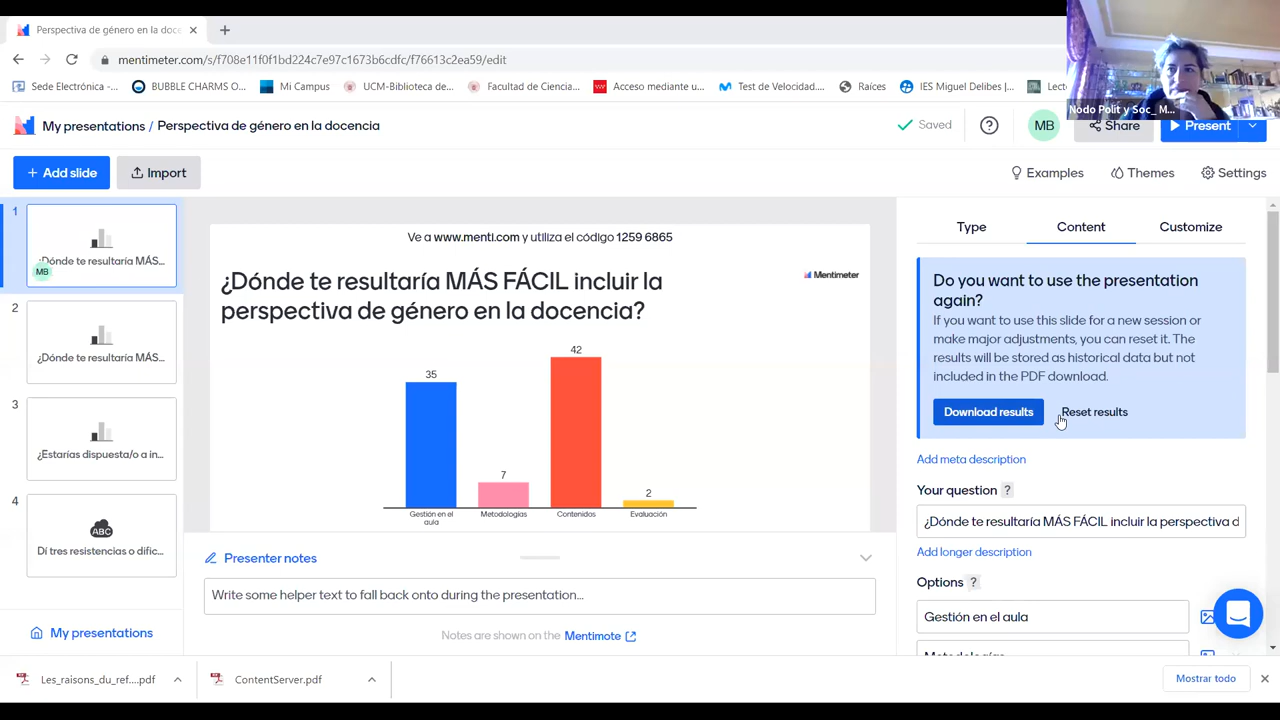 Perspectiva de género en la doce
mentimeter.com/s/f708e11f0f1bd224c7e97c1673b6cdfc/f76613c2ea59/edit
Sede Electrónica -...
BUBBLE CHARMS O...
Mi Campus
UCM-Biblioteca de...
Facultad de Ciencia...
Acceso mediante u...
Test de Velocidad....
Raíces
IES Miguel Delibes |...
Lect
Nodo Polit y Soc_ M...
My presentations / Perspectiva de género en la docencia
Saved
?
MB
Share
Present
+ Add slide
Import
Examples
Themes
Settings
1
¿Dónde te resultaría MÁS...
MB
2
¿Dónde te resultaría MÁS...
3
¿Estarías dispuesta/o a in...
4
ABC
Dí tres resistencias o dific...
My presentations
Ve a www.menti.com y utiliza el código 1259 6865
¿Dónde te resultaría MÁS FÁCIL incluir la
perspectiva de género en la docencia?
Mentimeter
35
7
42
2
Gestión en el
aula
Metodologías
Contenidos
Evaluación
Presenter notes
Write some helper text to fall back onto during the presentation...
Notes are shown on the Mentimote
Type
Content
Customize
Do you want to use the presentation
again?
If you want to use this slide for a new session or
make major adjustments, you can reset it. The
results will be stored as historical data but not
included in the PDF download.
Download results
Reset results
Add meta description
Your question ?
¿Dónde te resultaría MÁS FÁCIL incluir la perspectiva d
Add longer description
Options ?
Gestión en el aula
Metodologías
Les_raisons_du_ref....pdf
ContentServer.pdf
Mostrar todo